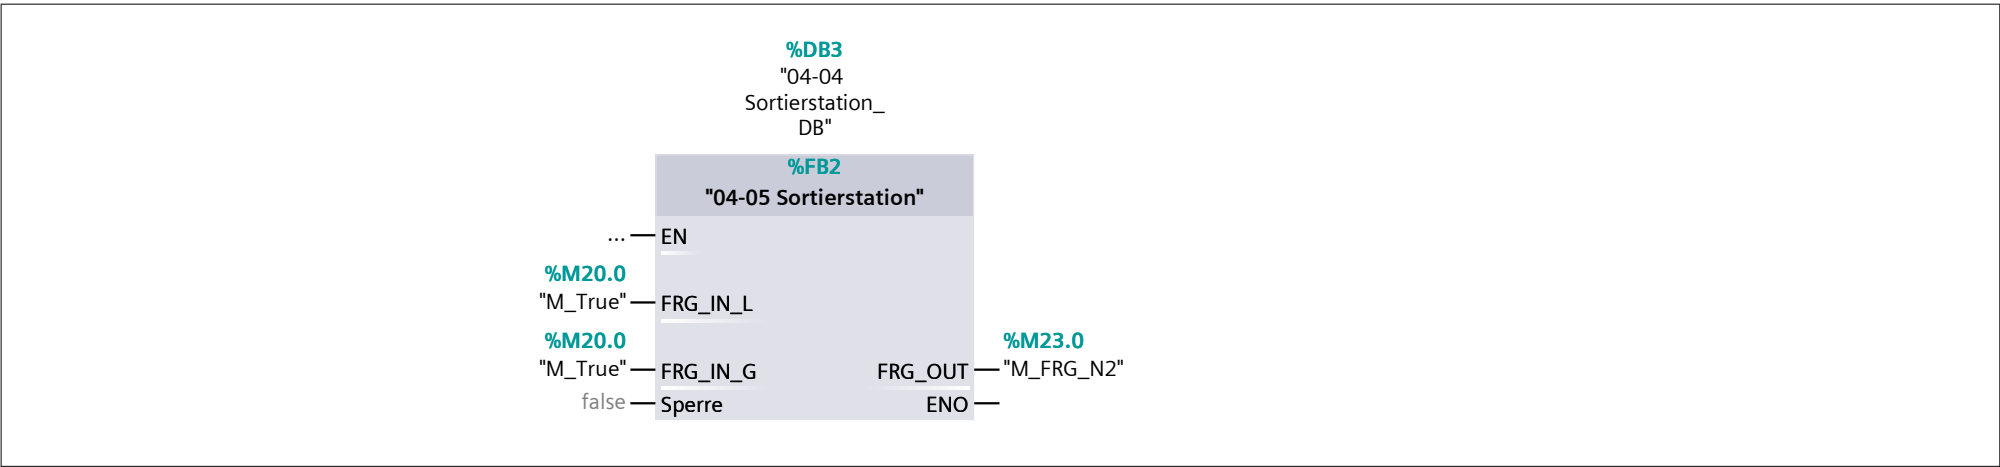 %DB3
"04-04
Sortierstation_
DB"
%FB2
"04-05 Sortierstation"
... EN
%M20.0
"M_True" FRG_IN_L
%M20.0
%M23.0
"M_True" FRG_IN_G
FRG_OUT "M_FRG_N2"
false Sperre
ENO